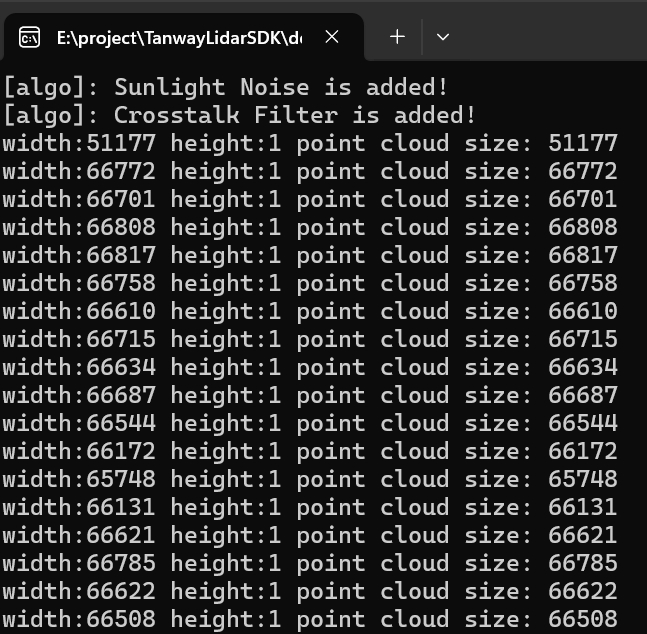 E:\project\TanwayLidarSDK\de
[algo]: Sunlight Noise is added!
[algo]: Crosstalk Filter is added!
width:51177 height:1 point cloud size: 51177
width:66772 height:1 point cloud size: 66772
width:66701 height:1 point cloud size: 66701
width:66808 height:1 point cloud size: 66808
width:66817 height:1 point cloud size: 66817
width:66758 height:1 point cloud size: 66758
width:66610 height:1 point cloud size: 66610
width:66715 height:1 point cloud size: 66715
width:66634 height:1 point cloud size: 66634
width:66687 height:1 point cloud size: 66687
width:66544 height:1 point cloud size: 66544
width:66172 height:1 point cloud size: 66172
width:65748 height:1 point cloud size: 65748
width:66131 height:1 point cloud size: 66131
width:66621 height:1 point cloud size: 66621
width:66785 height:1 point cloud size: 66785
width:66622 height:1 point cloud size: 66622
width:66508 height:1 point cloud size: 66508